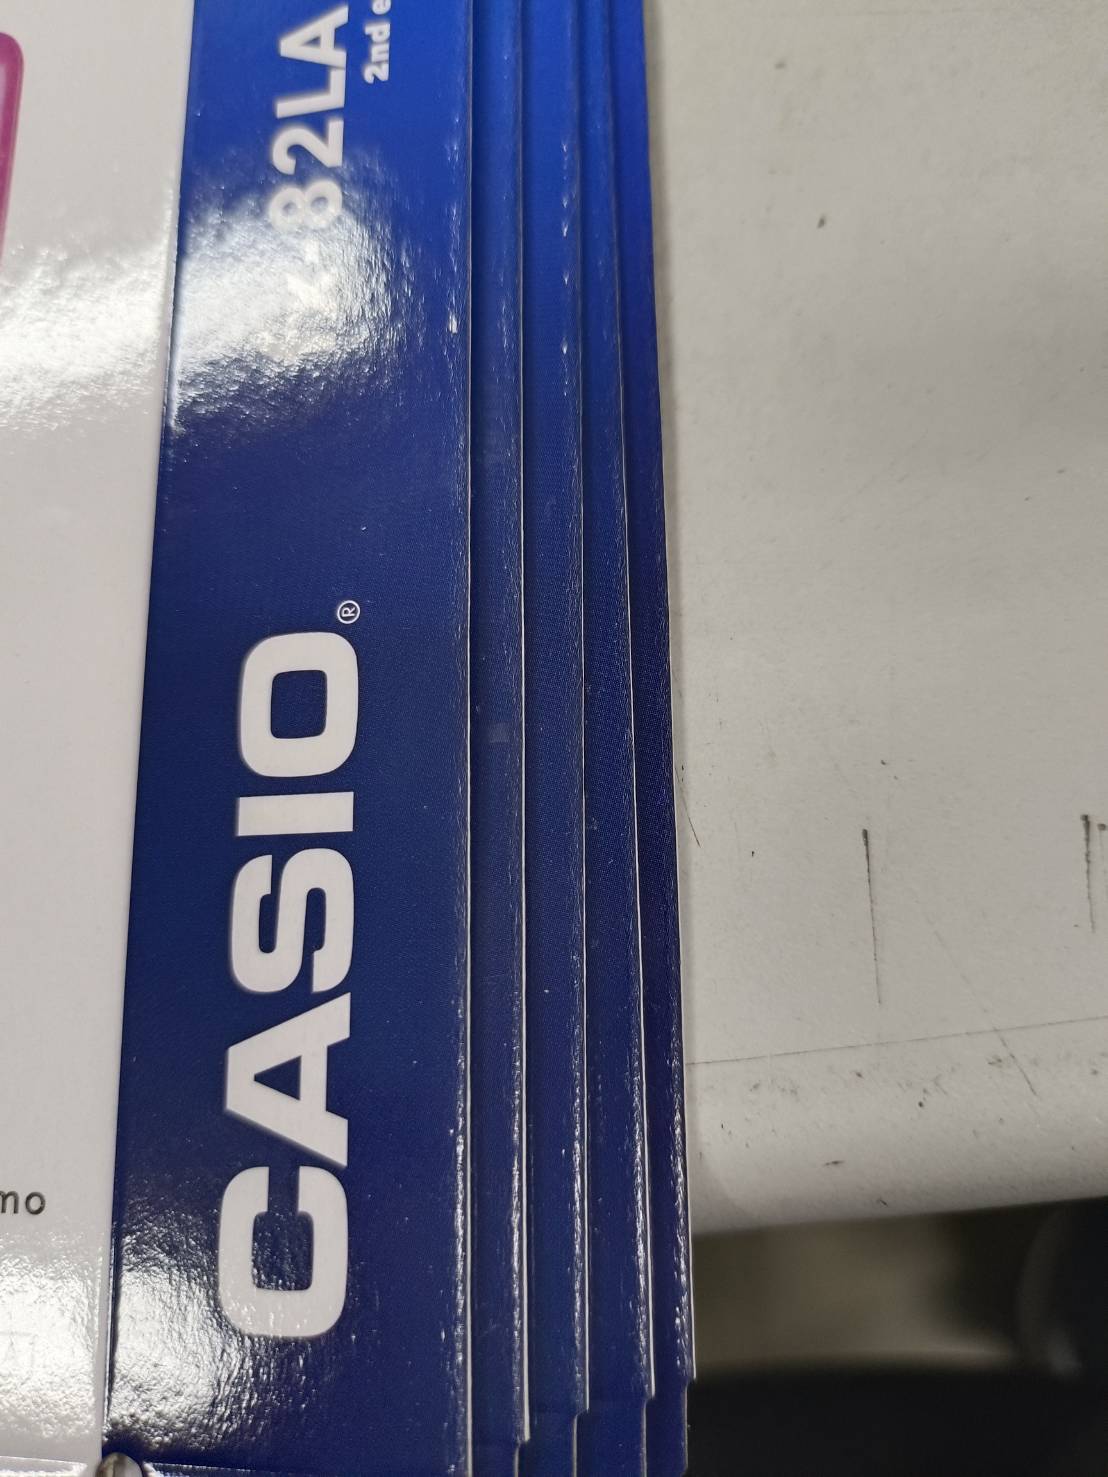 CASIO®
82LA
2nd e
mo